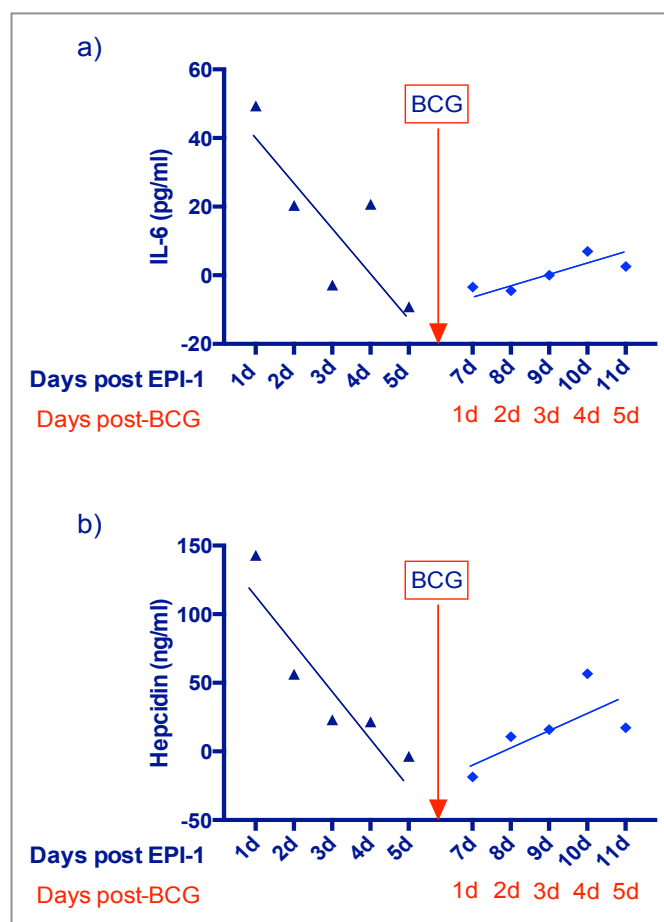 a)
60
BCG
40
IL-6 (pg/ml)
20
0
-20
Days post EPI-1 1d 2d 3d 4d 5d 7d 8d 9d 10d 11d
Days post-BCG 1d 2d 3d 4d 5d
b)
150
BCG
100
Hepcidin (ng/ml)
50
0
-50
Days post EPI-1 1d 2d 3d 4d 5d 7d 8d 9d 10d 11d
Days post-BCG 1d 2d 3d 4d 5d